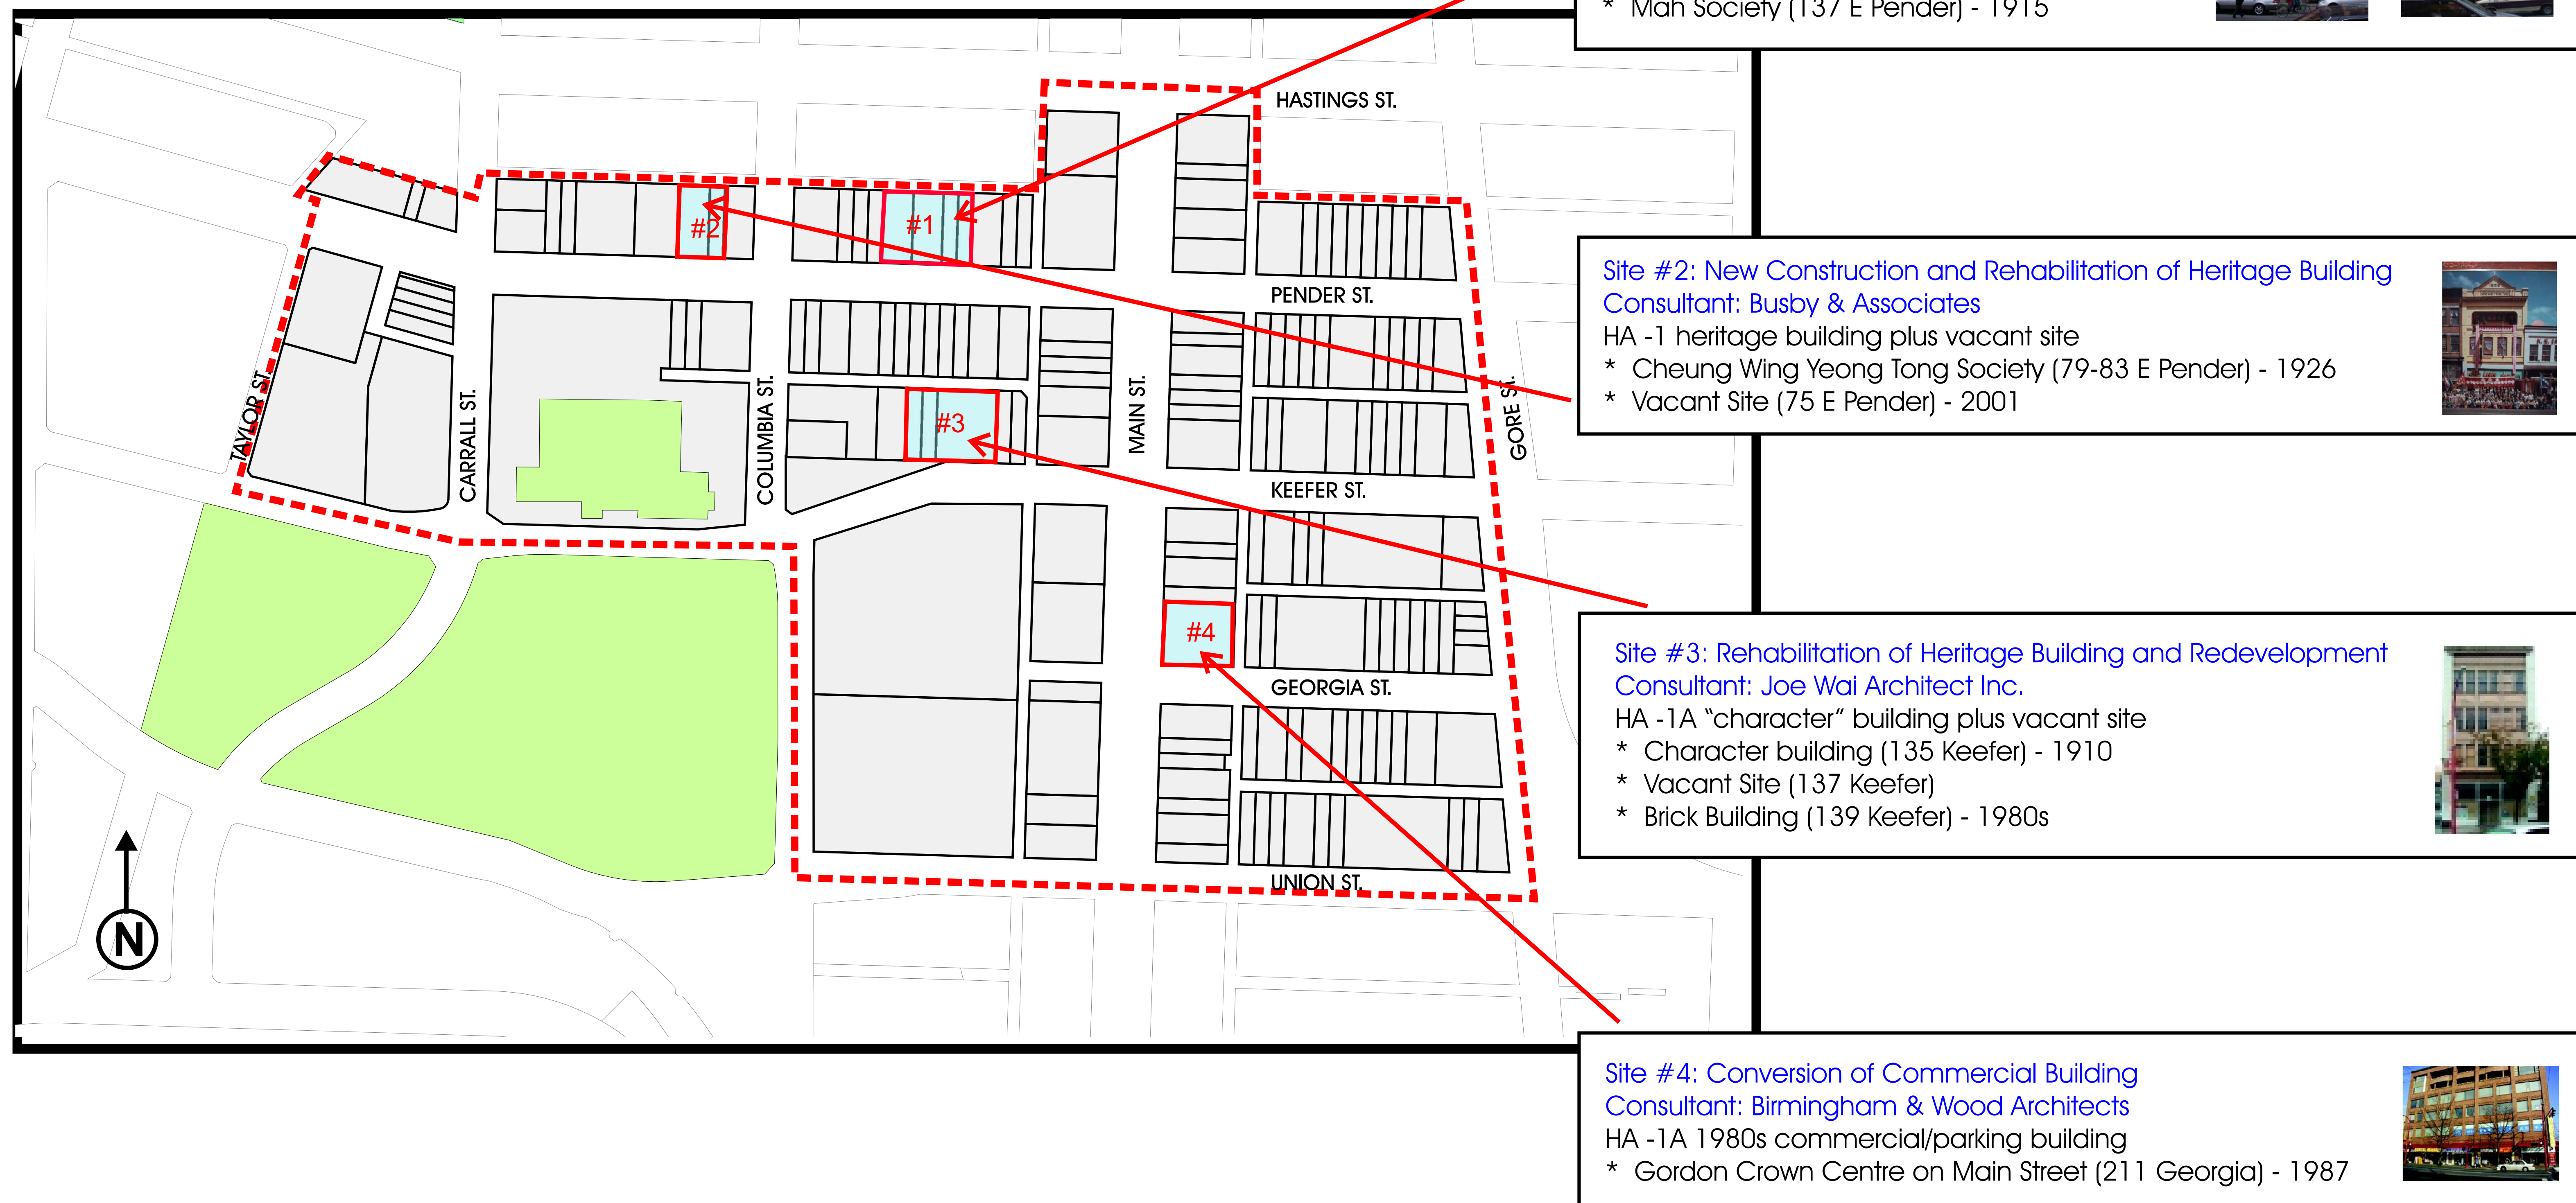 * Mah Society (137 E Pender) - 1915
HASTINGS ST.
#2
#1
PENDER ST.
Site #2: New Construction and Rehabilitation of Heritage Building
Consultant: Busby & Associates
HA -1 heritage building plus vacant site
* Cheung Wing Yeong Tong Society (79-83 E Pender) - 1926
* Vacant Site (75 E Pender) - 2001
TAYLOR ST.
CARRALL ST.
COLUMBIA ST.
#3
MAIN ST.
GORE ST.
KEEFER ST.
#4
GEORGIA ST.
Site #3: Rehabilitation of Heritage Building and Redevelopment
Consultant: Joe Wai Architect Inc.
HA -1A “character” building plus vacant site
* Character building (135 Keefer) - 1910
* Vacant Site (137 Keefer)
* Brick Building (139 Keefer) - 1980s
UNION ST.
N
Site #4: Conversion of Commercial Building
Consultant: Birmingham & Wood Architects
HA -1A 1980s commercial/parking building
* Gordon Crown Centre on Main Street (211 Georgia) - 1987